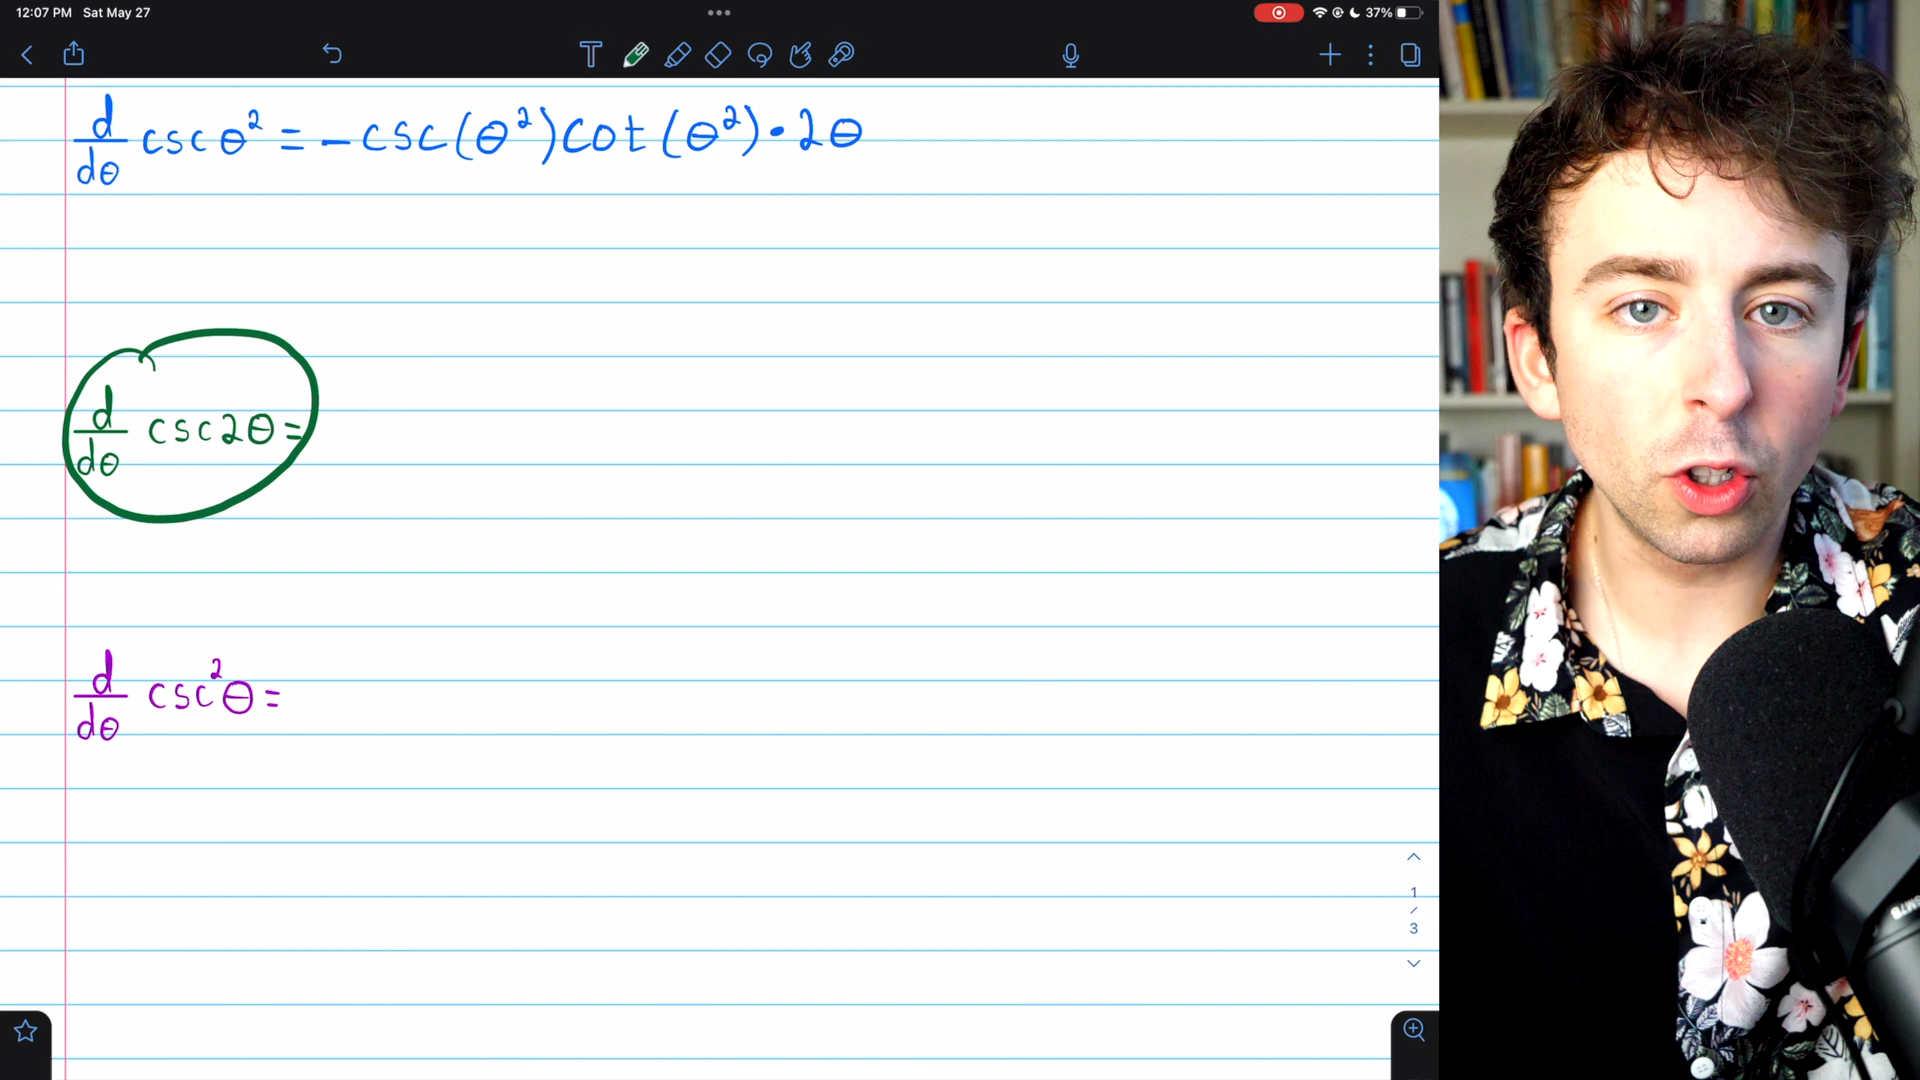 12:07 PM Sat May 27
37%
d/dθ csc θ² = -csc(θ²)cot(θ²)·2θ
d/dθ csc2θ=
d/dθ csc²θ=
1
/
3
SM7B